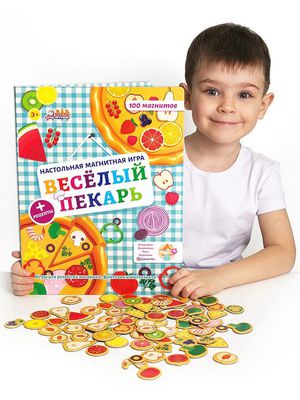 3+
100 магнитов
НАСТОЛЬНАЯ МАГНИТНАЯ ИГРА
ВЕСЁЛЫЙ
ПЕКАРЬ
+
РЕЦЕПТЫ